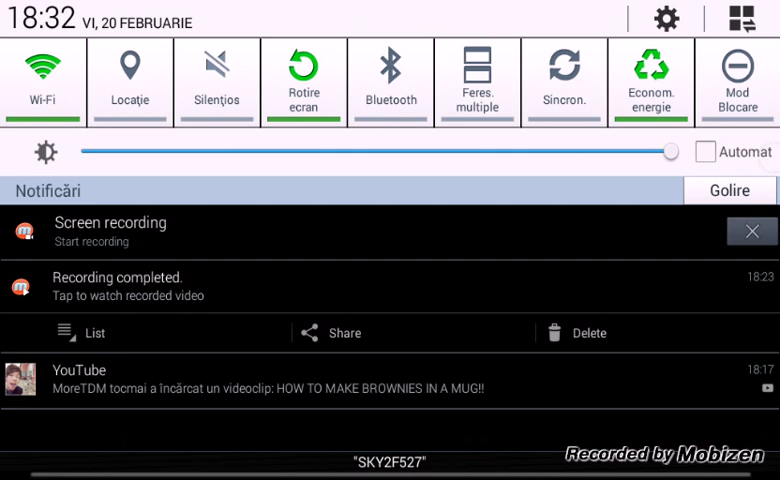 18:32 VI, 20 FEBRUARIE
Wi-Fi
Locaţie
Silenţios
Rotire
ecran
Bluetooth
Feres.
multiple
Sincron.
Econom.
energie
Mod
Blocare
Automat
Notificări
Golire
Screen recording
Start recording
Recording completed.
18:23
Tap to watch recorded video
List
Share
Delete
YouTube
18:17
MoreTDM tocmai a încărcat un videoclip: HOW TO MAKE BROWNIES IN A MUG!!
"SKY2F527"
Recorded by Mobizen